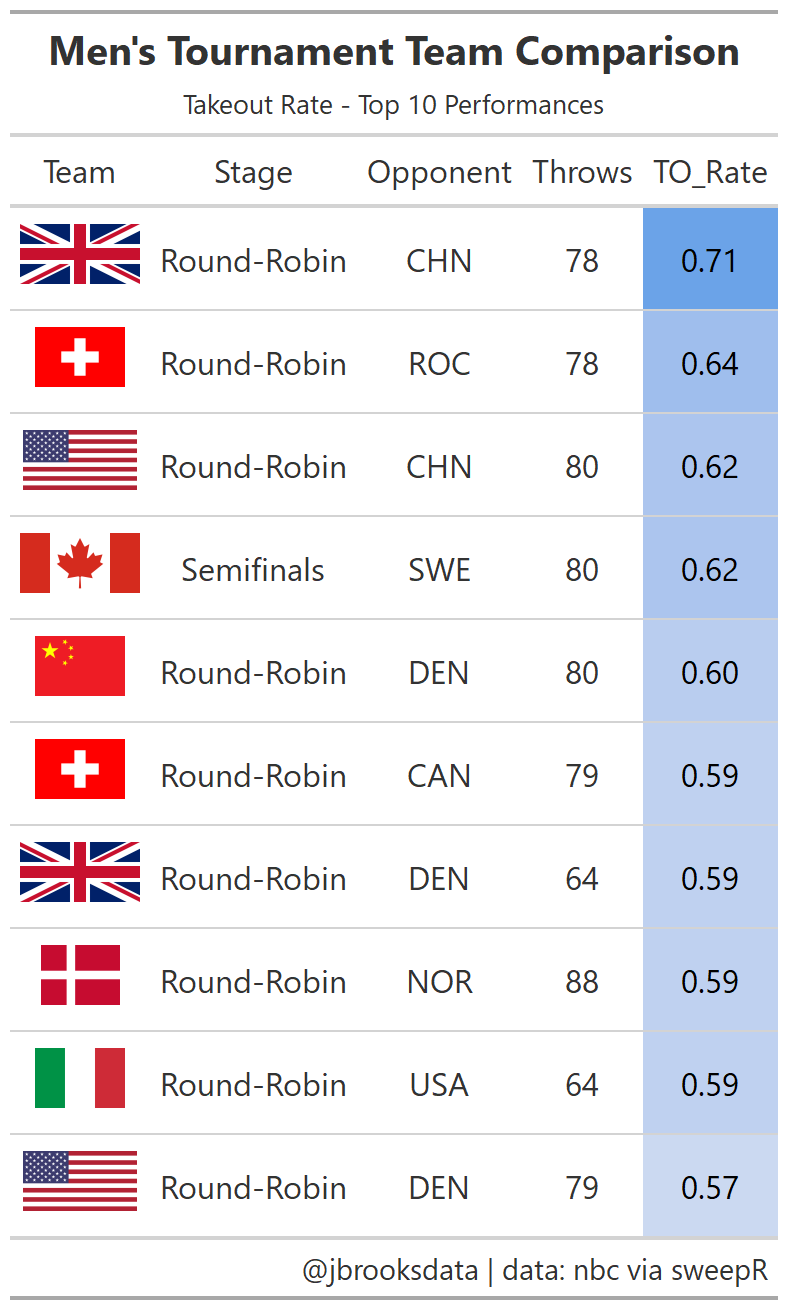 Men's Tournament Team Comparison
Takeout Rate - Top 10 Performances
Team Stage Opponent Throws TO_Rate
Round-Robin CHN 78 0.71
Round-Robin ROC 78 0.64
Round-Robin CHN 80 0.62
Semifinals SWE 80 0.62
Round-Robin DEN 80 0.60
Round-Robin CAN 79 0.59
Round-Robin DEN 64 0.59
Round-Robin NOR 88 0.59
Round-Robin USA 64 0.59
Round-Robin DEN 79 0.57
@jbrooksdata | data: nbc via sweepR